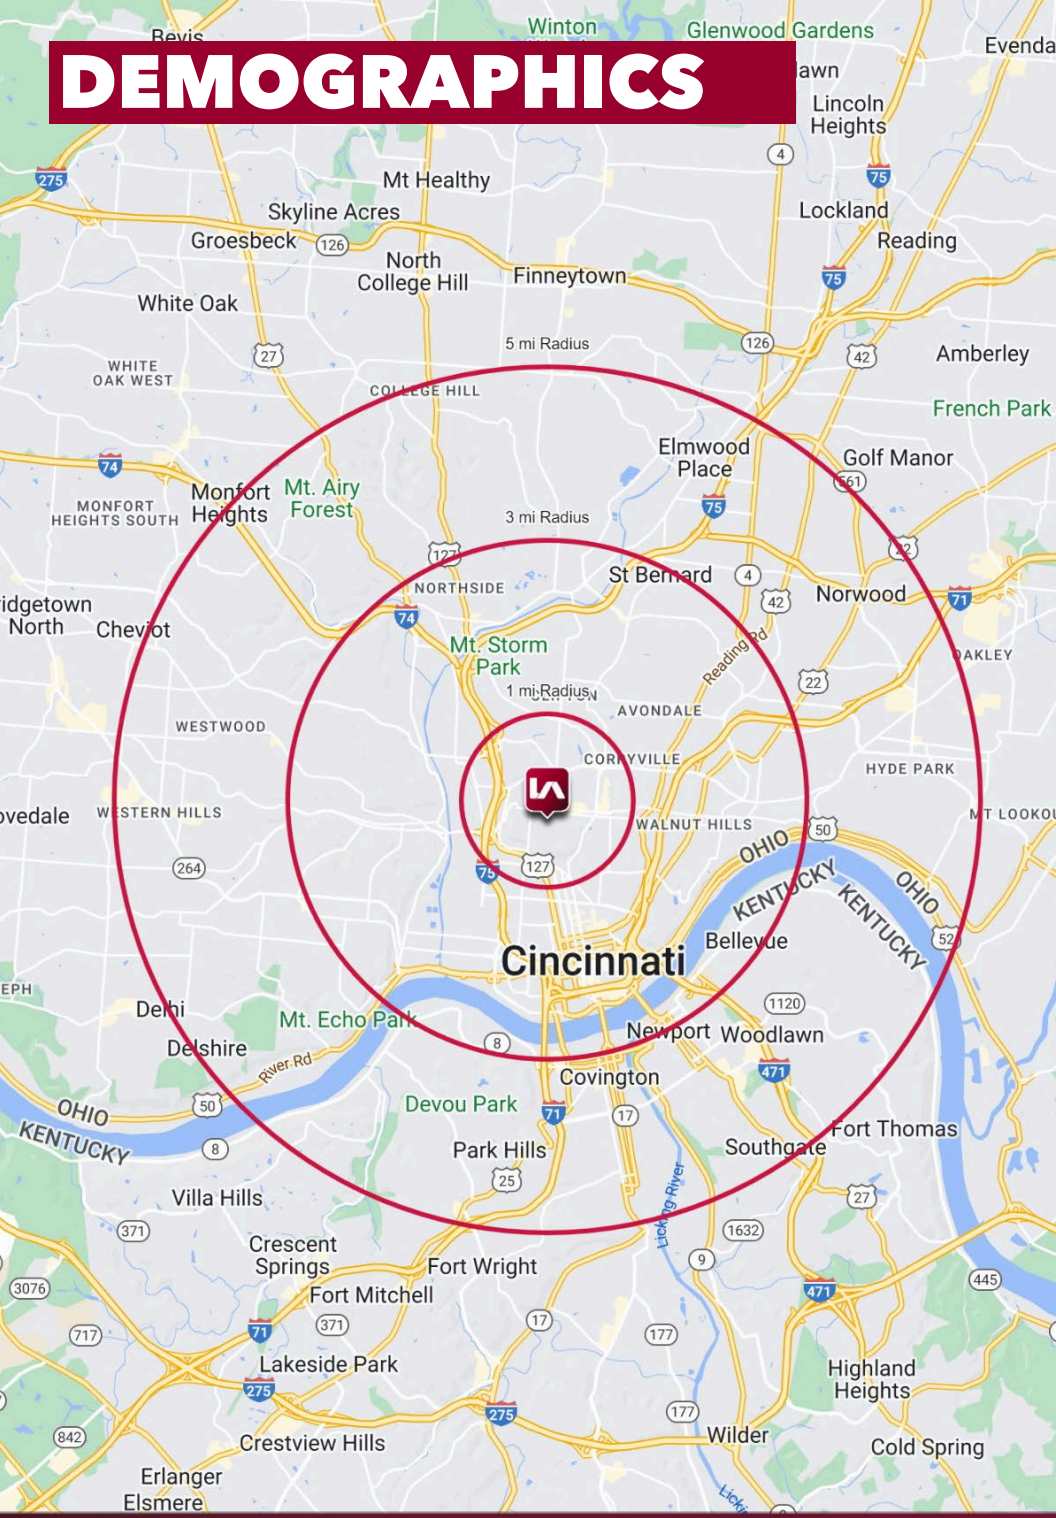 Bevis
Winton
Glenwood Gardens
Evenda
DEMOGRAPHICS
lawn
Lincoln
Heights
4
275
75
Mt Healthy
Skyline Acres
Lockland
Groesbeck
126
Reading
North
College Hill
Finneytown
75
White Oak
5 mi Radius
126
27
42
Amberley
WHITE
OAK WEST
COLLEGE HILL
French Park
Elmwood
Place
Golf Manor
74
561
Monfort
Heights
Mt. Airy
Forest
75
MONFORT
HEIGHTS SOUTH
3 mi Radius
127
22
St Bernard
4
NORTHSIDE
Norwood
71
42
ridgetown
North
74
Cheviot
Mt. Storm
Park
Reading Rd
OAKLEY
22
1 mi Radius
AVONDALE
WESTWOOD
CORRYVILLE
HYDE PARK
ovedale
WESTERN HILLS
WALNUT HILLS
MT LOOKOU
50
OHIO
KENTUCKY
264
75
127
OHIO
KENTUCKY
52
Bellevue
Cincinnati
EPH
Delhi
Mt. Echo Park
1120
8
Newport
Woodlawn
Delshire
River Rd
471
Covington
50
Devou Park
71
17
OHIO
KENTUCKY
Fort Thomas
8
Park Hills
Southgate
25
Villa Hills
27
Licking River
371
1632
Crescent
Springs
9
Fort Wright
3076
Fort Mitchell
471
445
371
17
71
717
177
Lakeside Park
Highland
Heights
275
275
177
842
Crestview Hills
Wilder
Cold Spring
Erlanger
Elsmere
Lickin